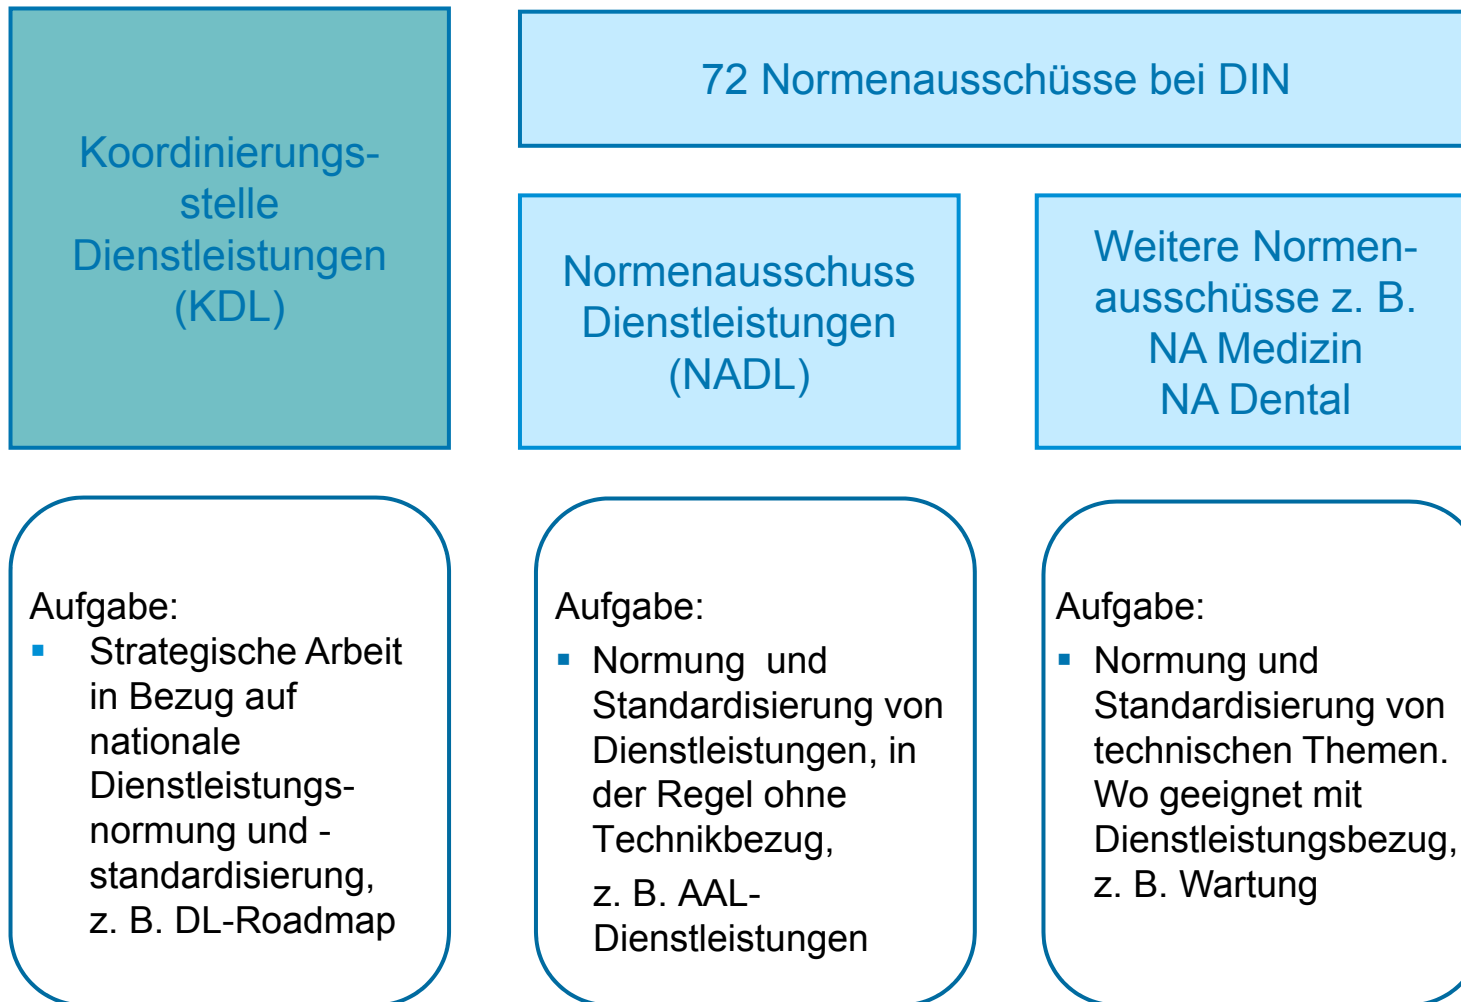 Koordinierungs-
stelle
Dienstleistungen
(KDL)
72 Normenausschüsse bei DIN
Normenausschuss
Dienstleistungen
(NADL)
Weitere Normen-
ausschüsse z. B.
NA Medizin
NA Dental
Aufgabe:
▪ Strategische Arbeit
in Bezug auf
nationale
Dienstleistungs-
normung und -
standardisierung,
z. B. DL-Roadmap
Aufgabe:
▪ Normung und
Standardisierung von
Dienstleistungen, in
der Regel ohne
Technikbezug,
z. B. AAL-
Dienstleistungen
Aufgabe:
▪ Normung und
Standardisierung von
technischen Themen.
Wo geeignet mit
Dienstleistungsbezug,
z. B. Wartung